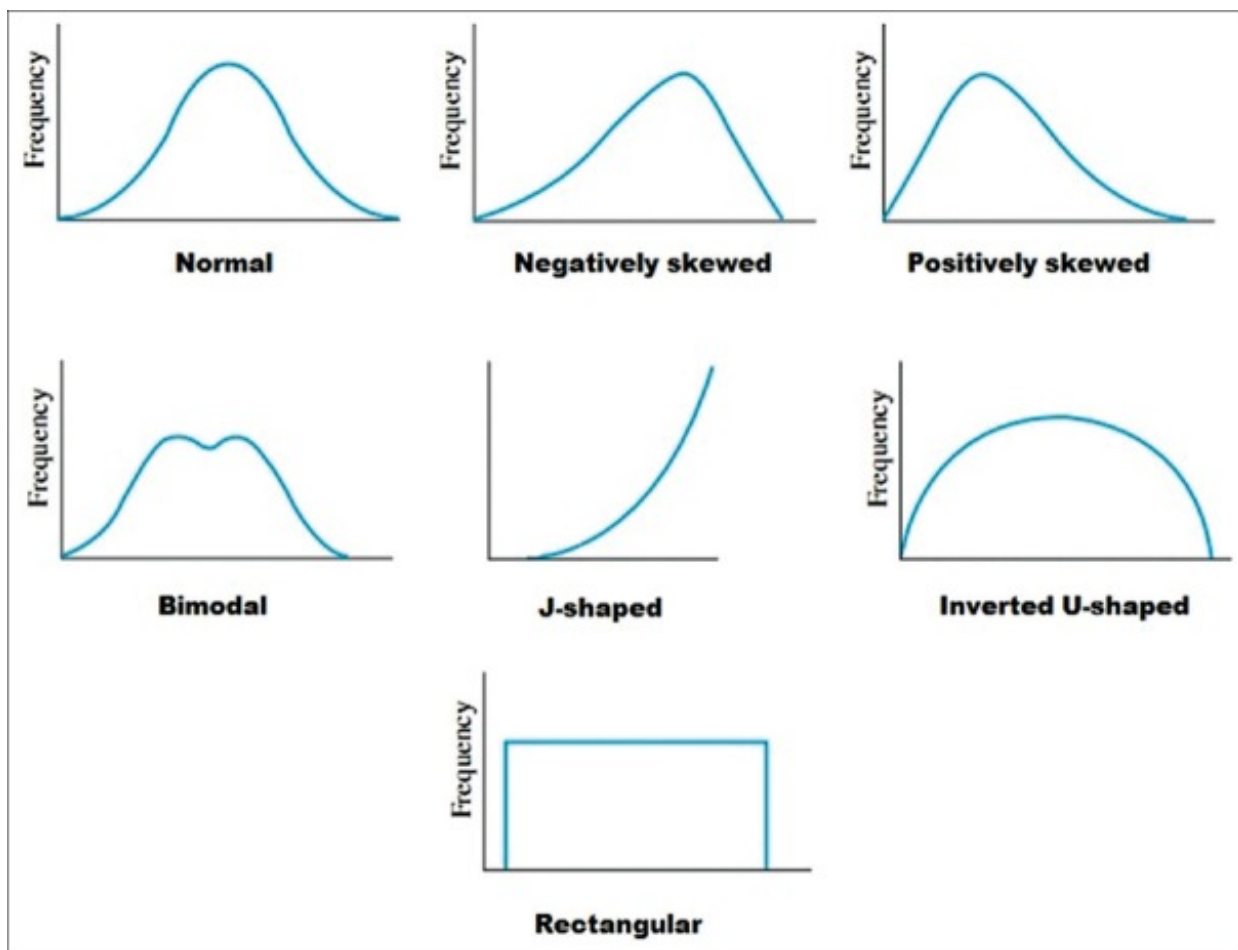 Frequency
Frequency
Frequency
Normal
Negatively skewed
Positively skewed
Frequency
Frequency
Bimodal
J-shaped
Inverted U-shaped
Frequency
Rectangular